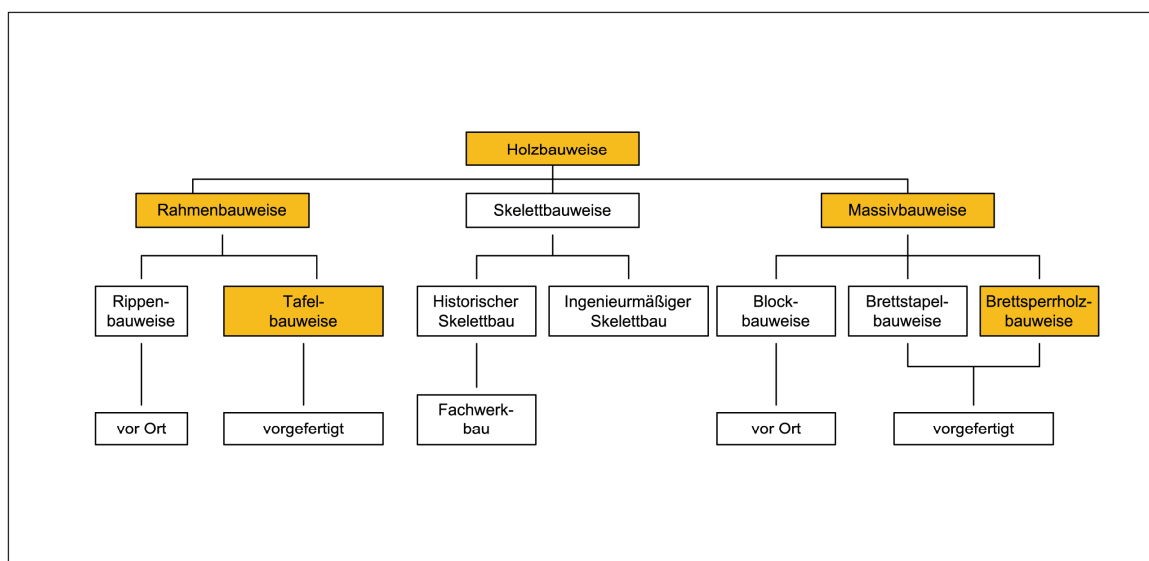 Holzbauweise
Rahmenbauweise
Skelettbauweise
Massivbauweise
Rippen-
bauweise
Tafel-
bauweise
Historischer
Skelettbau
Ingenieurmäßiger
Skelettbau
Block-
bauweise
Brettstapel-
bauweise
Brettsperrholz-
bauweise
vor Ort
vorgefertigt
Fachwerk-
bau
vor Ort
vorgefertigt